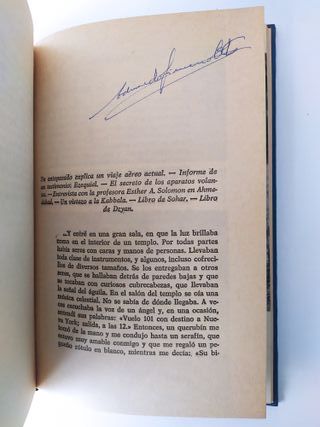 Un antepasado explica un viaje aéreo actual. — Informe de
un testimonio: Ezequiel. — El secreto de los aparatos volan-
tes. — Entrevista con la profesora Esther A. Solomon en Ahme-
dabad. — Un vistazo a la Kabbala. — Libro de Sohar. — Libro
de Dzyan.
«...Y entré en una gran sala, en que la luz brillaba
como en el interior de un templo. Por todas partes
había seres con caras y manos de personas. Llevaban
toda clase de instrumentos, y algunos, incluso cofreci-
llos de diversos tamaños. Se los entregaban a otros
seres, que se hallaban detrás de paredes bajas y que se
tocaban con curiosos cubrecabezas, que llevaban la
señal del águila. En el salón del templo se oía una
música celestial. No se sabía de dónde llegaba. A ve-
ces escuchaba la voz de un ángel y, en una ocasión,
entendí sus palabras: «Vuelo 101 con destino a Nue-
va York; salida, a las 12.» Entonces, un querubín me
cogió de la mano y me condujo hasta un serafín, que
estuvo muy amable conmigo y que me regaló un pe-
queño rótulo en blanco, mientras me decía: «Su bi-